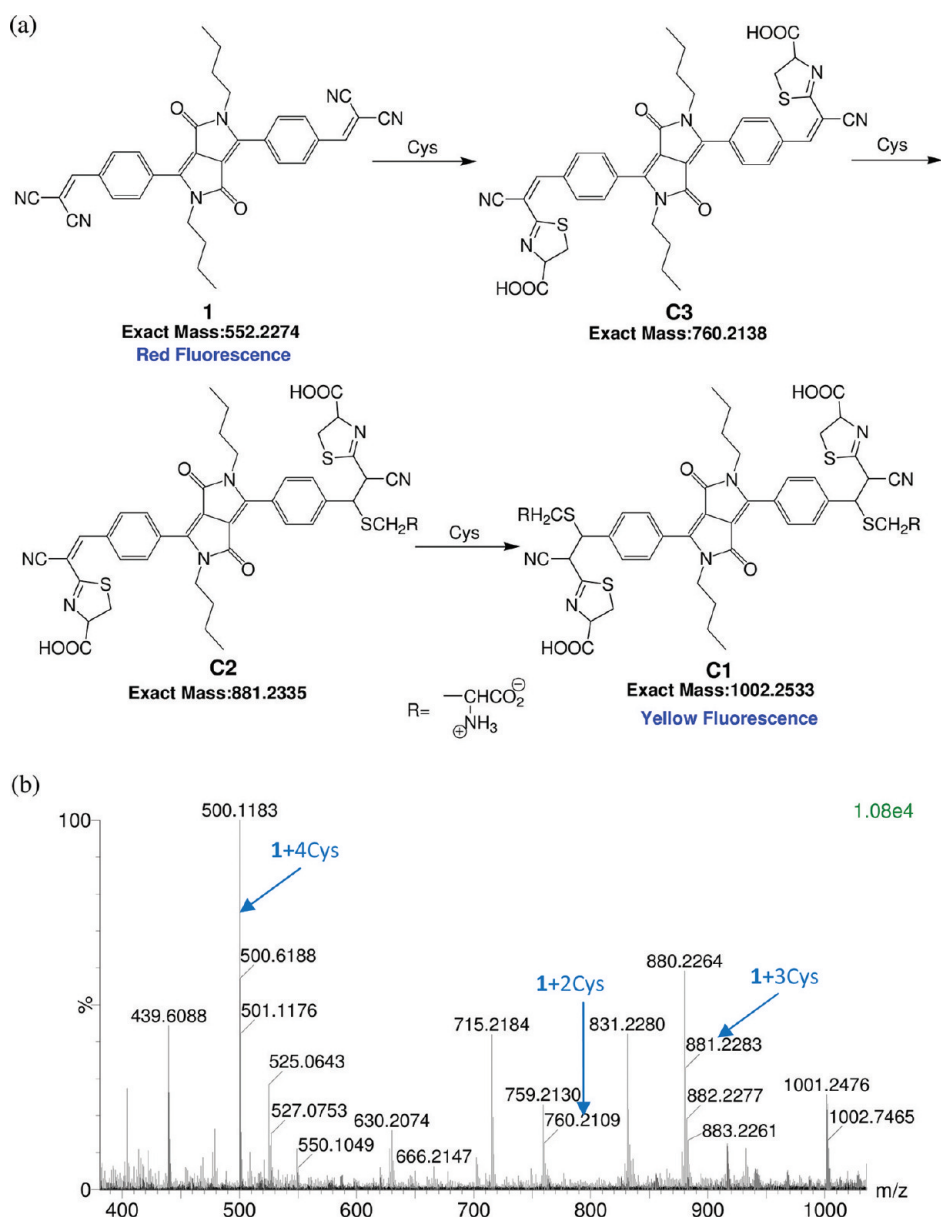 (a)
O
N
CN
CN
NC
CN
N
O
1
Exact Mass:552.2274
Red Fluorescence
Cys
HOOC
N
S
CN
O
N
N
O
NC
S
N
HOOC
C3
Exact Mass:760.2138
Cys
HOOC
N
S
CN
SCH2R
O
N
N
O
NC
S
N
HOOC
C2
Exact Mass:881.2335
Cys
HOOC
N
S
CN
SCH2R
O
N
N
O
RH2CS
NC
S
N
HOOC
C1
Exact Mass:1002.2533
Yellow Fluorescence
R= —CHCO2⊖
NH3
⊕
(b)
100
%
0
1.08e4
500.1183
1+4Cys
500.6188
501.1176
439.6088
525.0643
527.0753
550.1049
630.2074
666.2147
715.2184
1+2Cys
759.2130
760.2109
831.2280
880.2264
1+3Cys
881.2283
882.2277
883.2261
1001.2476
1002.7465
400 500 600 700 800 900 1000 m/z